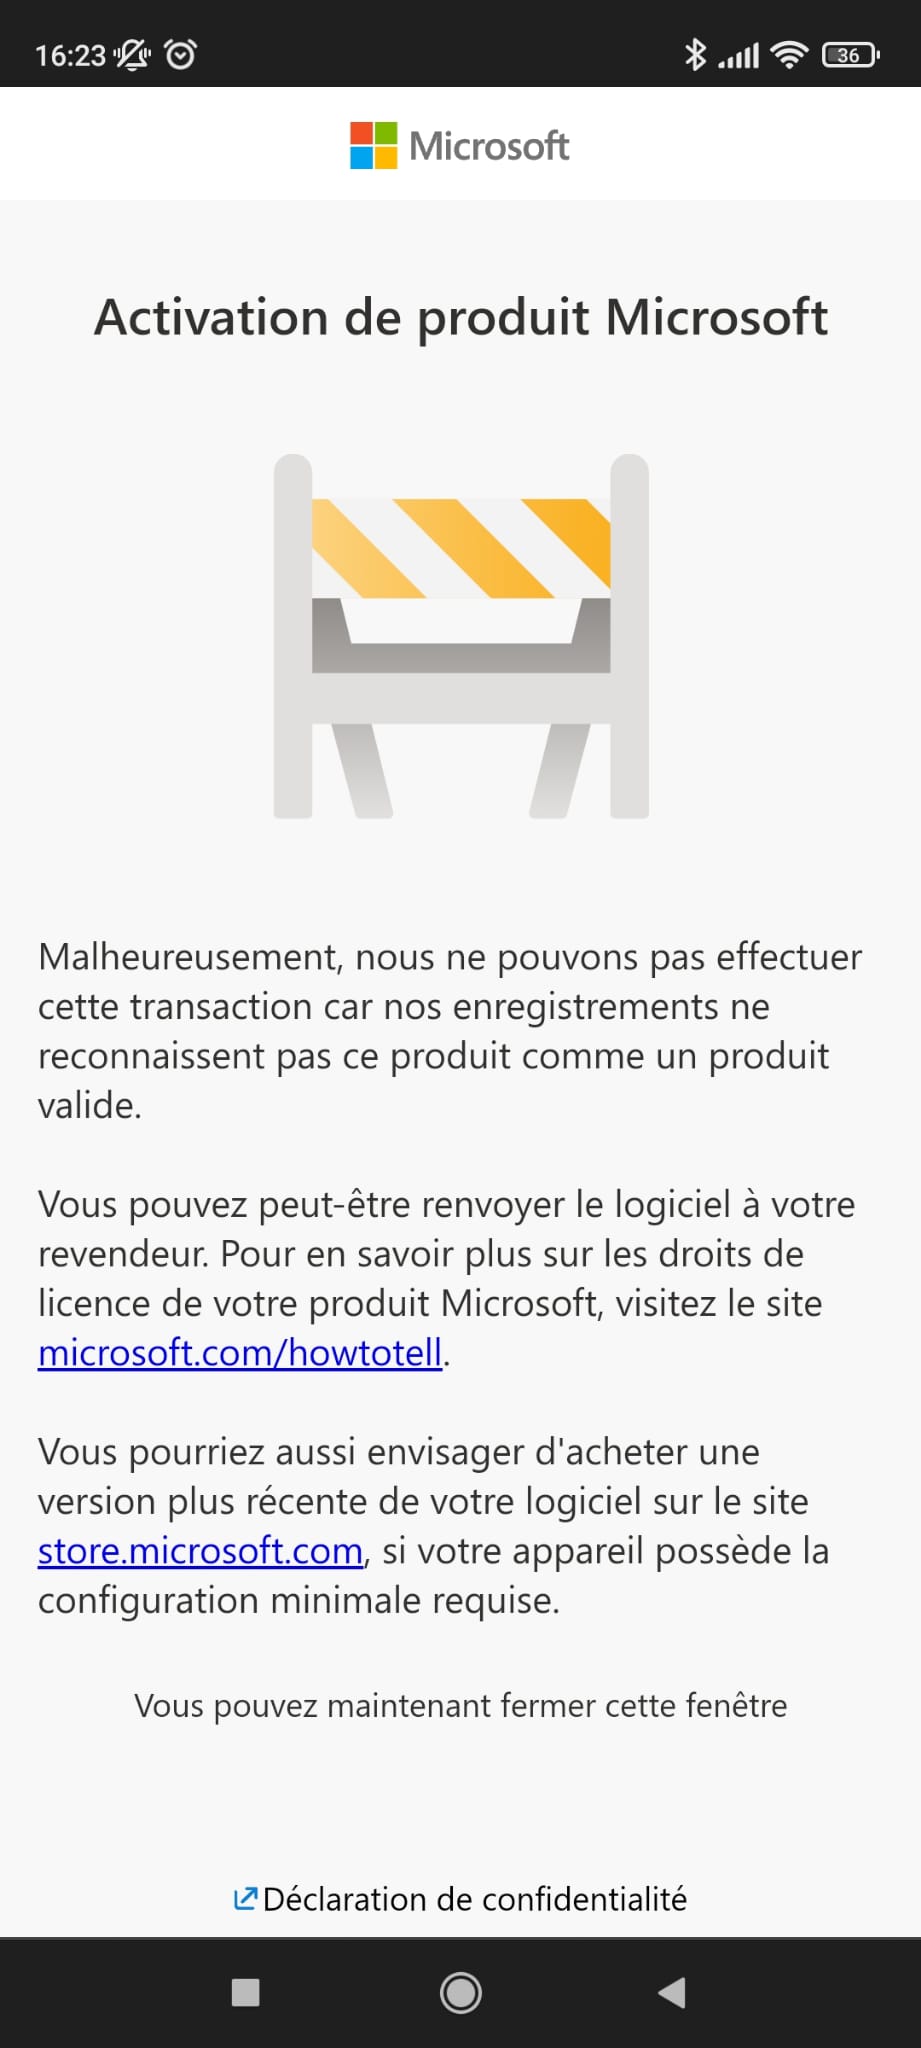 16:23
36
Microsoft
Activation de produit Microsoft
Malheureusement, nous ne pouvons pas effectuer
cette transaction car nos enregistrements ne
reconnaissent pas ce produit comme un produit
valide.
Vous pouvez peut-être renvoyer le logiciel à votre
revendeur. Pour en savoir plus sur les droits de
licence de votre produit Microsoft, visitez le site
microsoft.com/howtotell.
Vous pourriez aussi envisager d'acheter une
version plus récente de votre logiciel sur le site
store.microsoft.com, si votre appareil possède la
configuration minimale requise.
Vous pouvez maintenant fermer cette fenêtre
Déclaration de confidentialité